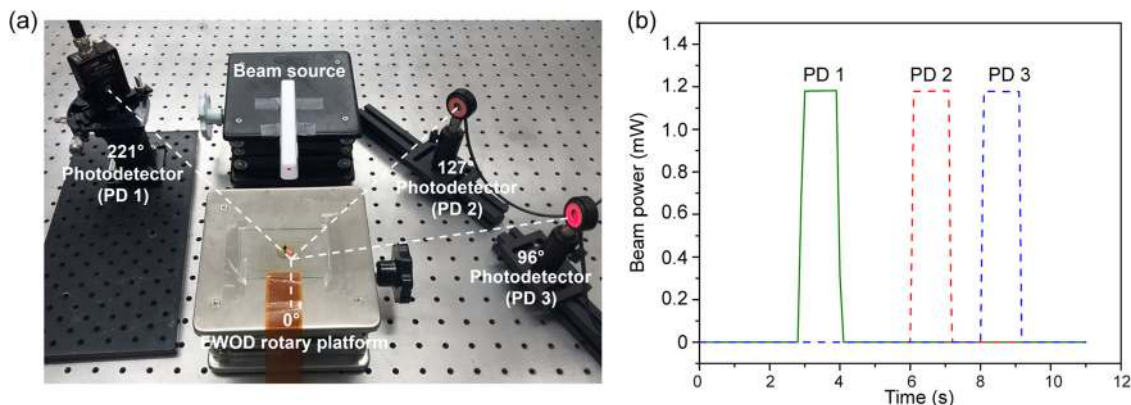 (a)
Beam source
221°
Photodetector
(PD 1)
127°
Photodetector
(PD 2)
96°
Photodetector
(PD 3)
0°
EWOD rotary platform
(b)
Beam power (mW)
1.4
1.2
1.0
0.8
0.6
0.4
0.2
0
PD 1
PD 2
PD 3
0
2
4
6
8
10
12
Time (s)